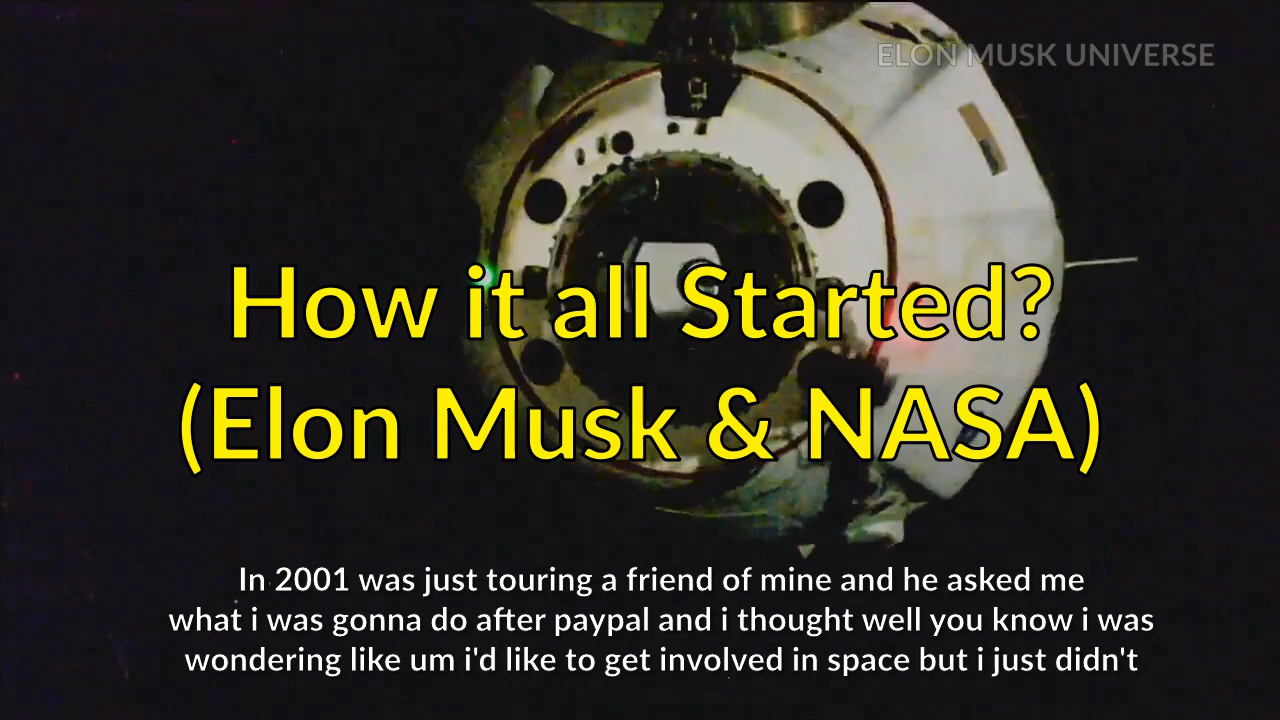 ELON MUSK UNIVERSE
How it all Started?
(Elon Musk & NASA)
In 2001 was just touring a friend of mine and he asked me
what i was gonna do after paypal and i thought well you know i was
wondering like um i'd like to get involved in space but i just didn't